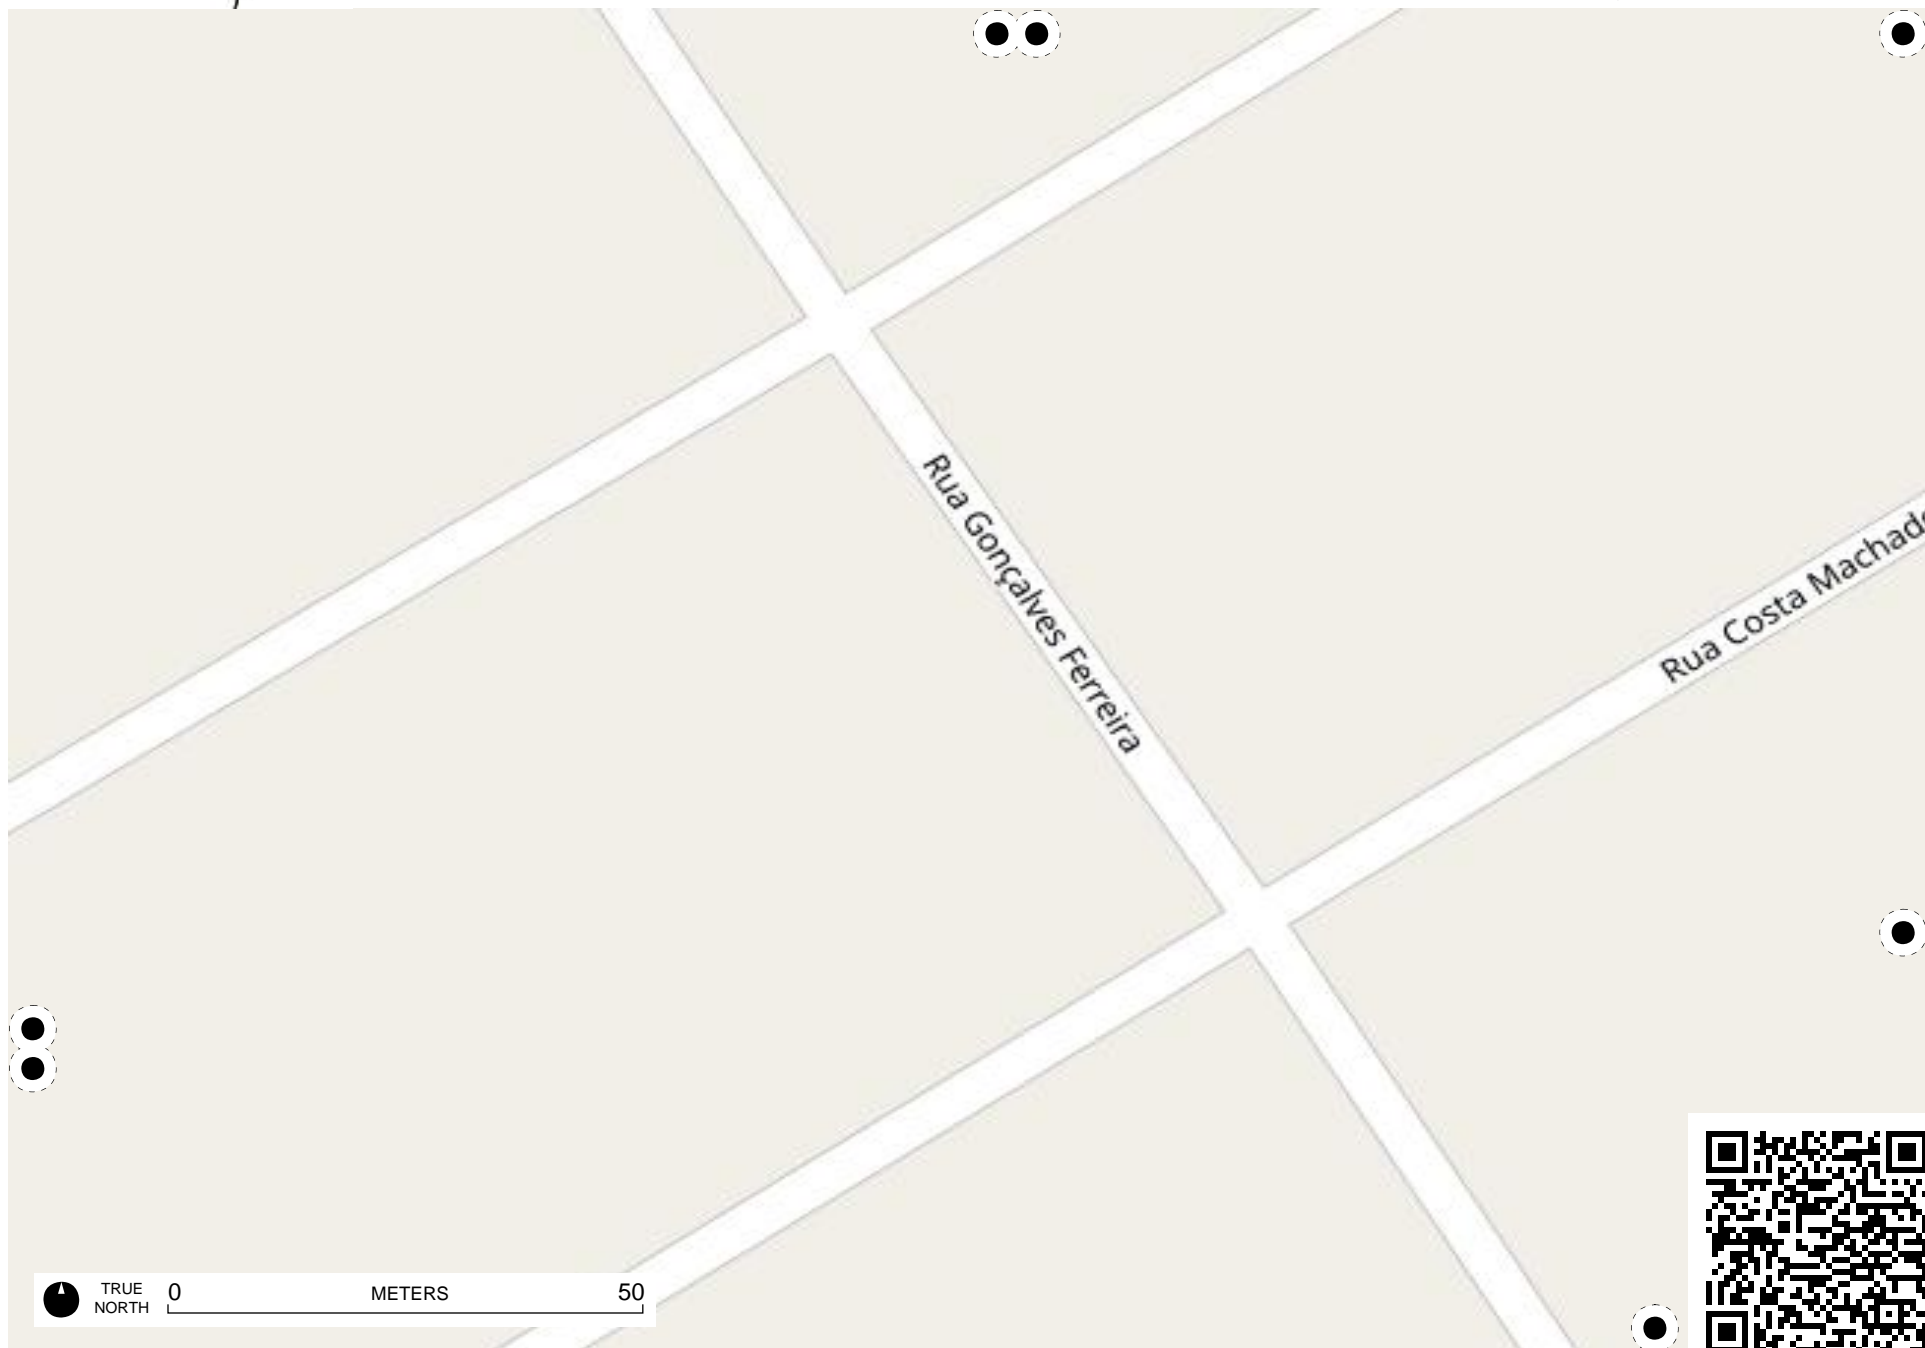 Rua Gonçalves Ferreira
Rua Costa Machado
TRUE
NORTH
0 METERS 50